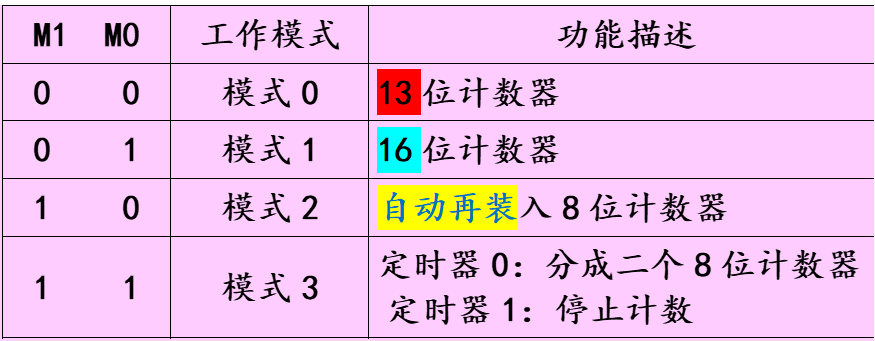 M1 M0 工作模式 功能描述
0 0 模式 0 13 位计数器
0 1 模式 1 16 位计数器
1 0 模式 2 自动再装入 8 位计数器
1 1 模式 3 定时器 0：分成二个 8 位计数器
定时器 1：停止计数